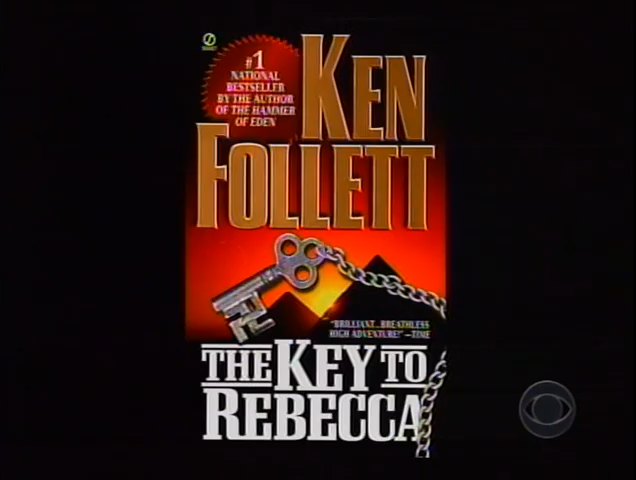 SIGNET
#1
NATIONAL
BESTSELLER
BY THE AUTHOR
OF THE HAMMER
OF EDEN
KEN
FOLLETT
"BRILLIANT...BREATHLESS
HIGH ADVENTURE!" —TIME
THE KEY TO
REBECCA